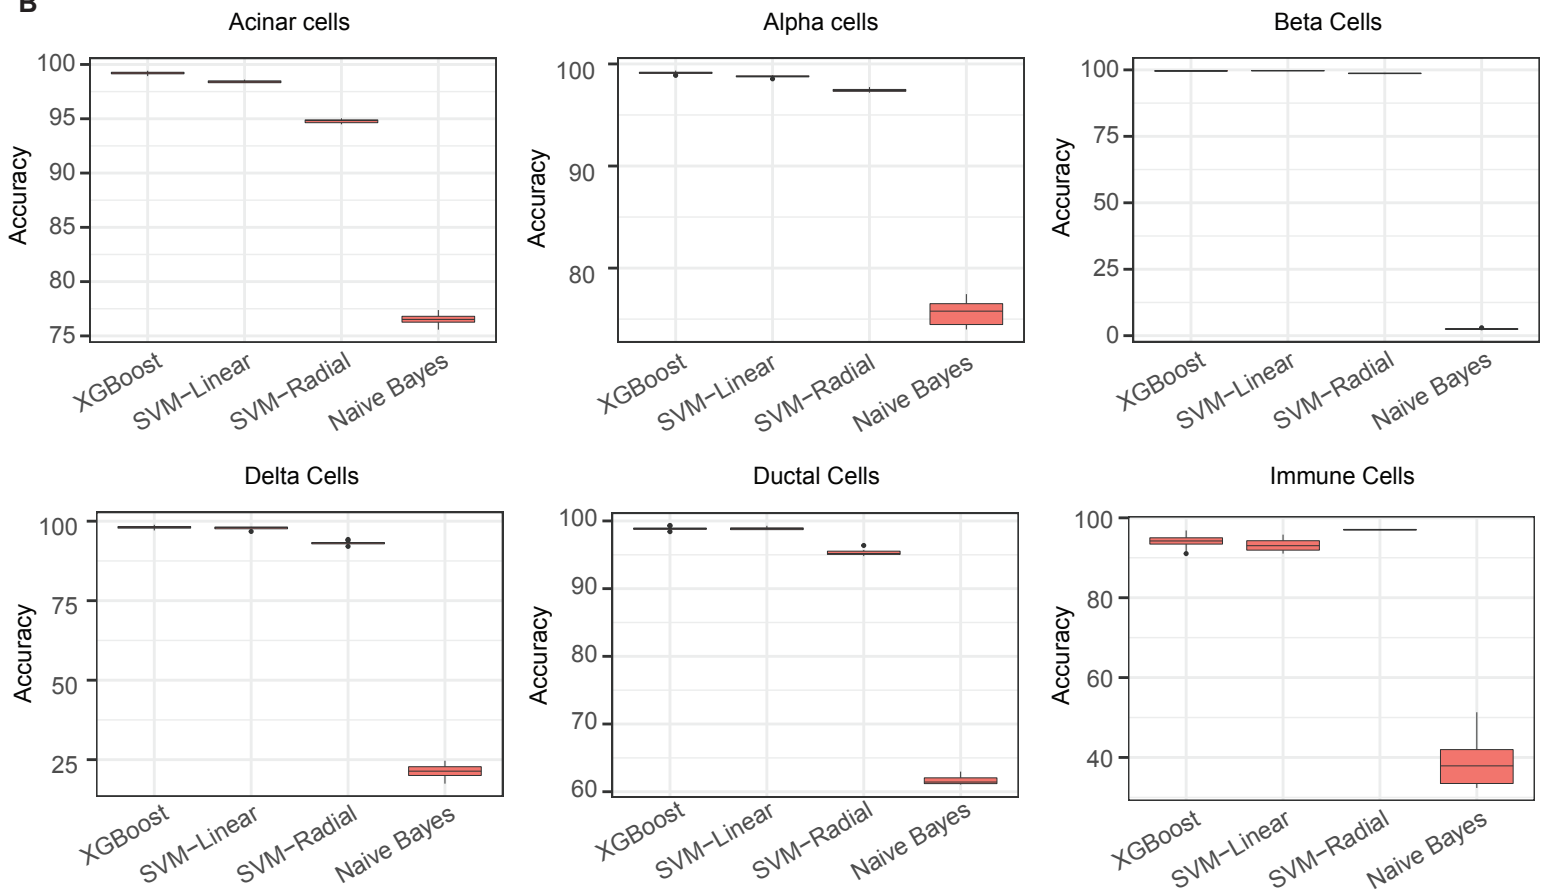 B
Acinar cells
Accuracy
100
95
90
85
80
75
XGBoost
SVM−Linear
SVM−Radial
Naive Bayes
Alpha cells
Accuracy
100
90
80
XGBoost
SVM−Linear
SVM−Radial
Naive Bayes
Beta Cells
Accuracy
100
75
50
25
0
XGBoost
SVM−Linear
SVM−Radial
Naive Bayes
Delta Cells
Accuracy
100
75
50
25
XGBoost
SVM−Linear
SVM−Radial
Naive Bayes
Ductal Cells
Accuracy
100
90
80
70
60
XGBoost
SVM−Linear
SVM−Radial
Naive Bayes
Immune Cells
Accuracy
100
80
60
40
XGBoost
SVM−Linear
SVM−Radial
Naive Bayes